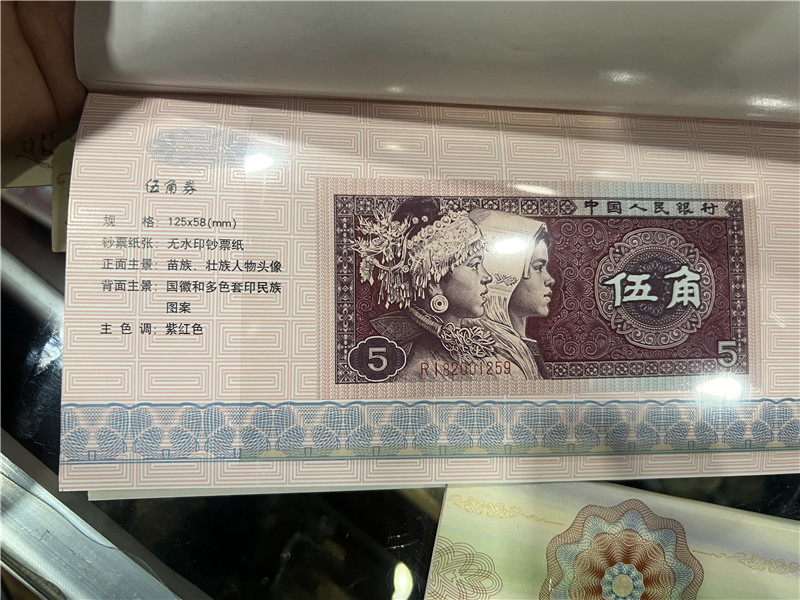 伍角券
规 格：125x58(mm)
钞票纸张：无水印钞票纸
正面主景：苗族、壮族人物头像
背面主景：国徽和多色套印民族
图案
主 色 调：紫红色
中国人民银行
伍角
5
RI82001259
5